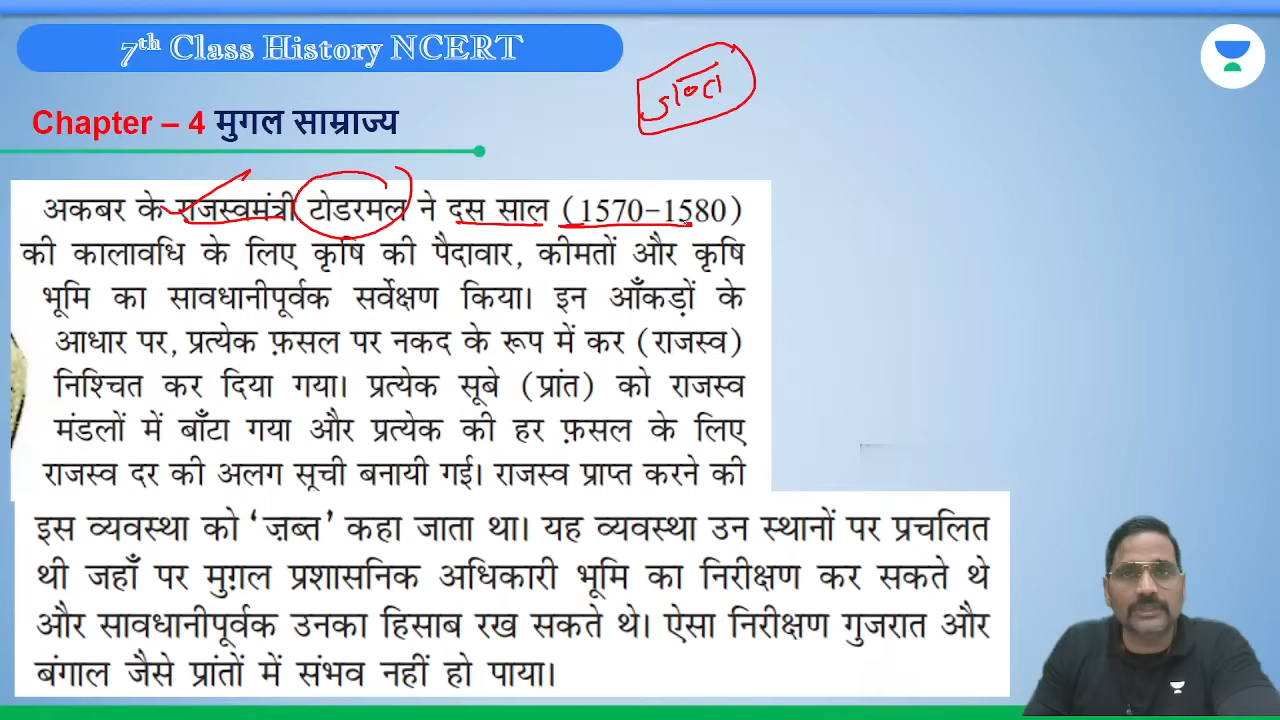 7th Class History NCERT
ज़ब्त
Chapter – 4 मुगल साम्राज्य
अकबर के राजस्वमंत्री टोडरमल ने दस साल (1570-1580)
की कालावधि के लिए कृषि की पैदावार, कीमतों और कृषि
भूमि का सावधानीपूर्वक सर्वेक्षण किया। इन आँकड़ों के
आधार पर, प्रत्येक फ़सल पर नकद के रूप में कर (राजस्व)
निश्चित कर दिया गया। प्रत्येक सूबे (प्रांत) को राजस्व
मंडलों में बाँटा गया और प्रत्येक की हर फ़सल के लिए
राजस्व दर की अलग सूची बनायी गई। राजस्व प्राप्त करने की
इस व्यवस्था को ‘ज़ब्त’ कहा जाता था। यह व्यवस्था उन स्थानों पर प्रचलित
थी जहाँ पर मुग़ल प्रशासनिक अधिकारी भूमि का निरीक्षण कर सकते थे
और सावधानीपूर्वक उनका हिसाब रख सकते थे। ऐसा निरीक्षण गुजरात और
बंगाल जैसे प्रांतों में संभव नहीं हो पाया।